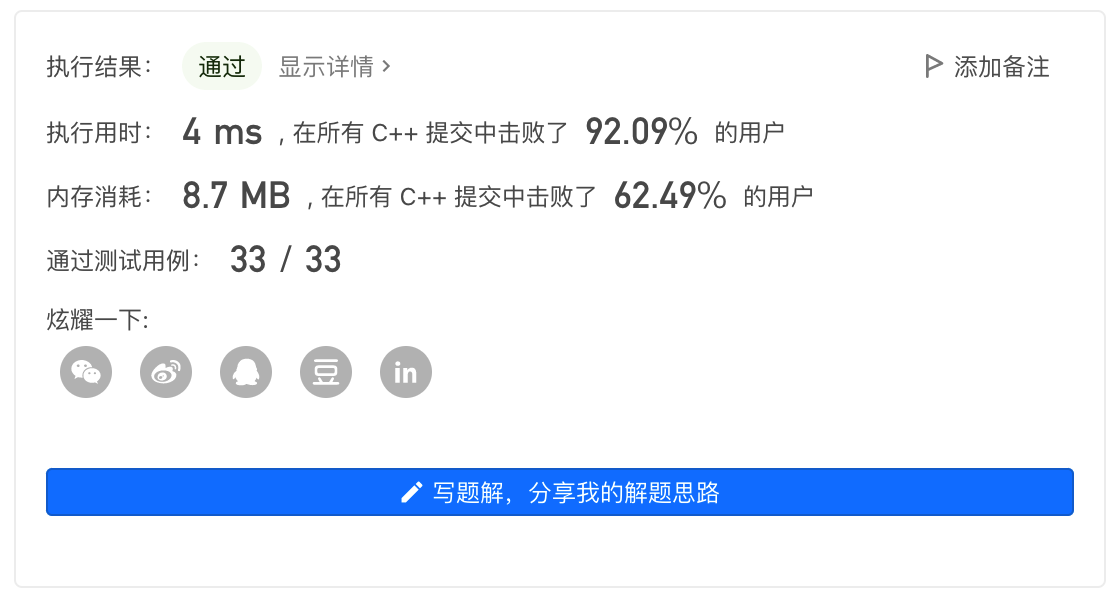 执行结果： 通过 显示详情 > 添加备注
执行用时： 4 ms , 在所有 C++ 提交中击败了 92.09% 的用户
内存消耗： 8.7 MB , 在所有 C++ 提交中击败了 62.49% 的用户
通过测试用例： 33 / 33
炫耀一下:
豆 in
写题解，分享我的解题思路